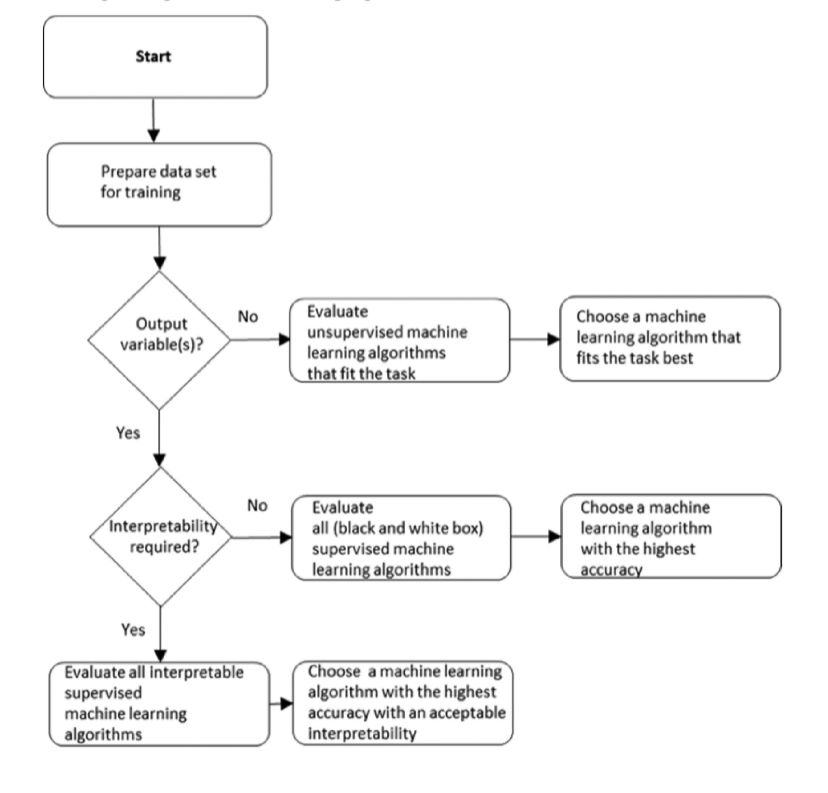 Start
Prepare data set
for training
Output
variable(s)?
No
Evaluate
unsupervised machine
learning algorithms
that fit the task
Choose a machine
learning algorithm that
fits the task best
Yes
Interpretability
required?
No
Evaluate
all (black and white box)
supervised machine
learning algorithms
Choose a machine
learning algorithm
with the highest
accuracy
Yes
Evaluate all interpretable
supervised
machine learning
algorithms
Choose a machine learning
algorithm with the highest
accuracy with an acceptable
interpretability